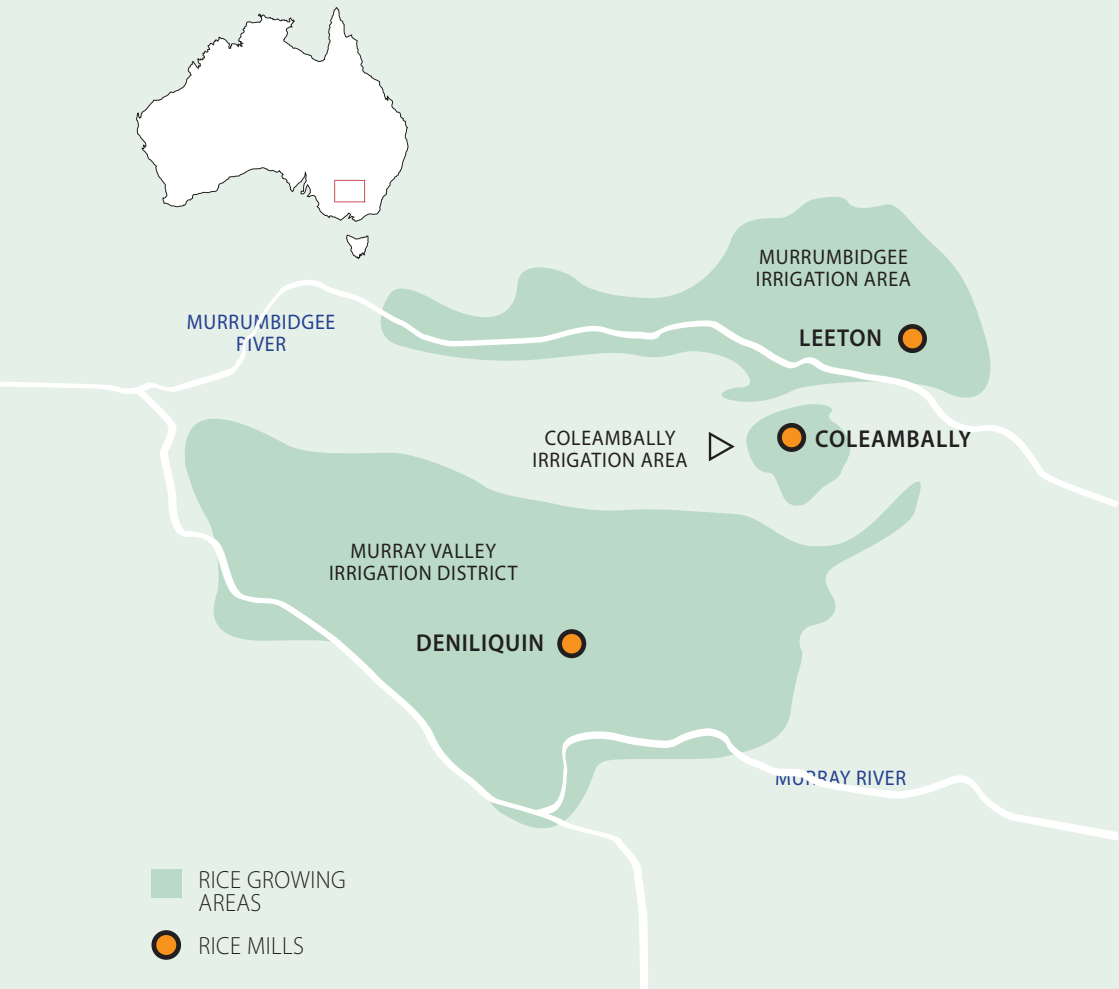 MURRUMBIDGEE
IRRIGATION AREA
MURRUMBIDGEE
RIVER
LEETON
COLEAMBALLY
IRRIGATION AREA
COLEAMBALLY
MURRAY VALLEY
IRRIGATION DISTRICT
DENILIQUIN
MURRAY RIVER
RICE GROWING
AREAS
RICE MILLS